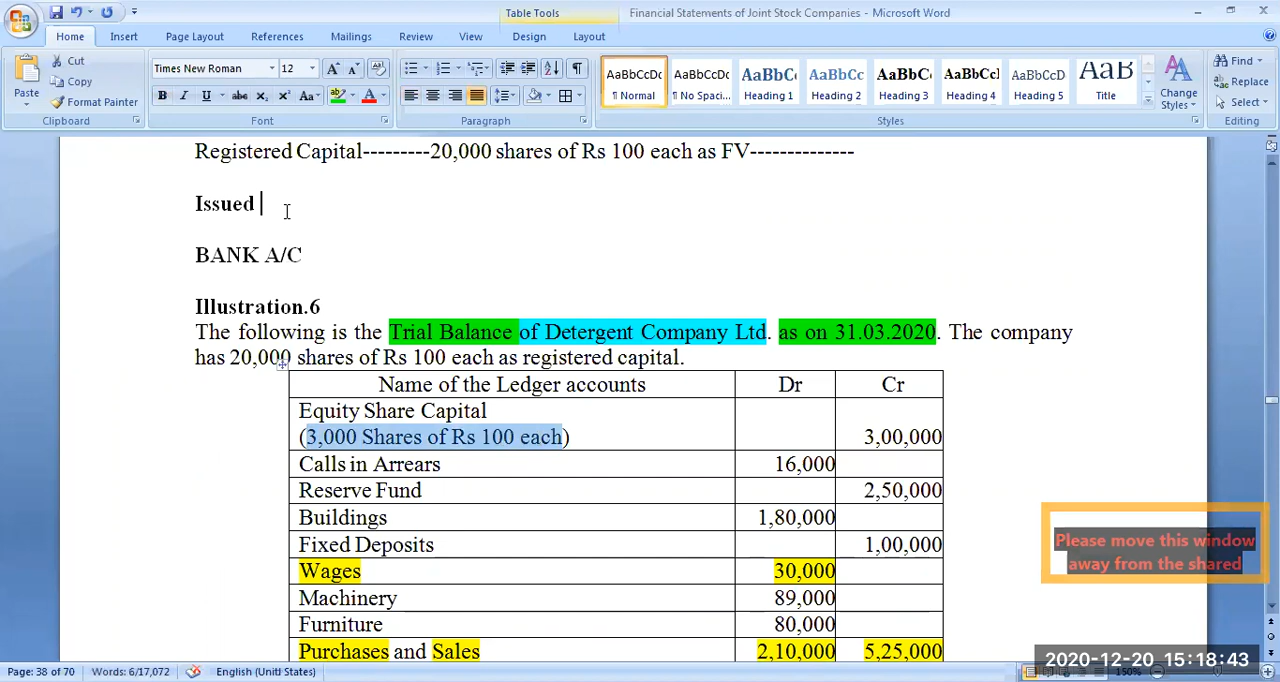 Table Tools
Financial Statements of Joint Stock Companies - Microsoft Word
Home Insert Page Layout References Mailings Review View Design Layout
Paste
Cut
Copy
Format Painter
Clipboard
Times New Roman 12
Font
Paragraph
AaBbCcDc AaBbCcDc AaBbC AaBbCc AaBbCc AaBbCcI AaBbCcD AaB
¶ Normal ¶ No Spaci... Heading 1 Heading 2 Heading 3 Heading 4 Heading 5 Title
Change Styles
Styles
Find
Replace
Select
Editing
Registered Capital---------20,000 shares of Rs 100 each as FV--------------
Issued
BANK A/C
Illustration.6
The following is the Trial Balance of Detergent Company Ltd. as on 31.03.2020. The company
has 20,000 shares of Rs 100 each as registered capital.
Name of the Ledger accounts Dr Cr
Equity Share Capital
(3,000 Shares of Rs 100 each) 3,00,000
Calls in Arrears 16,000
Reserve Fund 2,50,000
Buildings 1,80,000
Fixed Deposits 1,00,000
Wages 30,000
Machinery 89,000
Furniture 80,000
Purchases and Sales 2,10,000 5,25,000
Please move this window
away from the shared
Page: 38 of 70 Words: 6/17,072 English (United States) 150%
2020-12-20 15:18:43